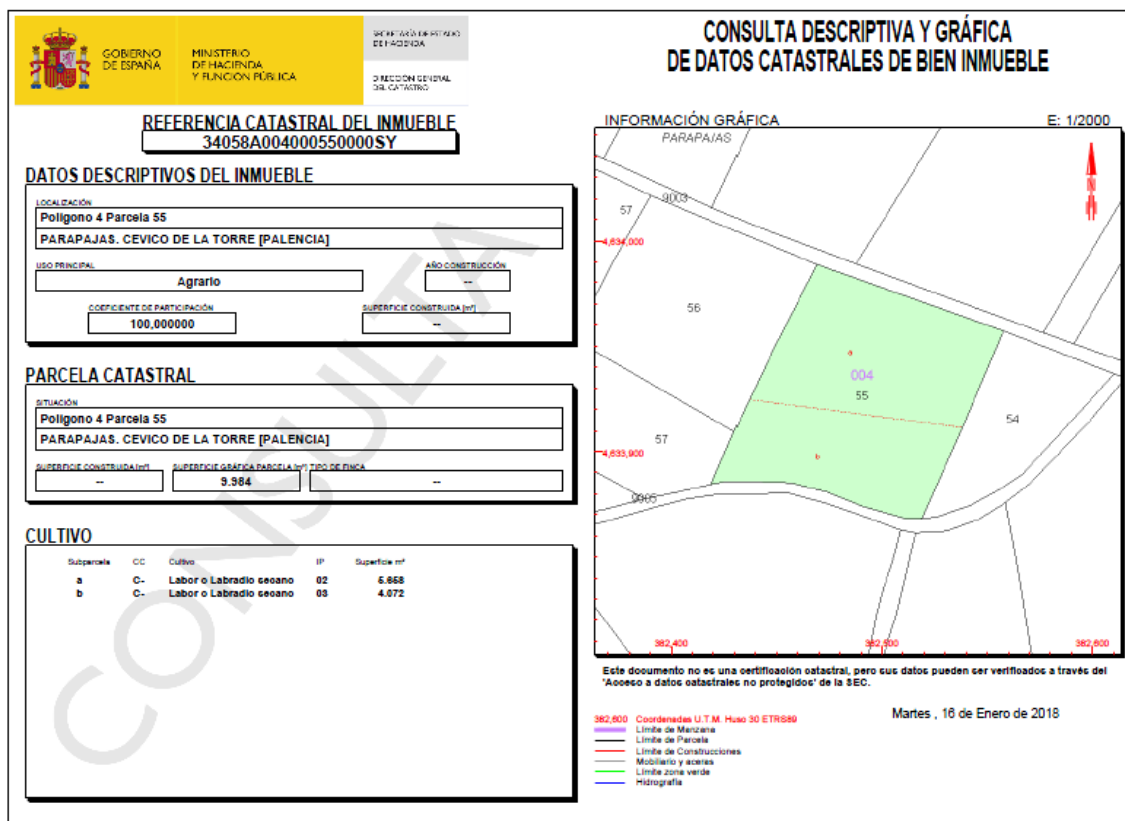 GOBIERNO
DE ESPAÑA
MINISTERIO
DE HACIENDA
Y FUNCIÓN PÚBLICA
SECRETARÍA DE ESTADO
DE HACIENDA
DIRECCIÓN GENERAL
DEL CATASTRO
CONSULTA DESCRIPTIVA Y GRÁFICA
DE DATOS CATASTRALES DE BIEN INMUEBLE
REFERENCIA CATASTRAL DEL INMUEBLE
34058A004000550000SY
DATOS DESCRIPTIVOS DEL INMUEBLE
LOCALIZACIÓN
Polígono 4 Parcela 55
PARAPAJAS. CEVICO DE LA TORRE [PALENCIA]
USO PRINCIPAL
Agrario
AÑO CONSTRUCCIÓN
--
COEFICIENTE DE PARTICIPACIÓN
100,000000
SUPERFICIE CONSTRUIDA [m²]
--
PARCELA CATASTRAL
SITUACIÓN
Polígono 4 Parcela 55
PARAPAJAS. CEVICO DE LA TORRE [PALENCIA]
SUPERFICIE CONSTRUIDA [m²] SUPERFICIE GRÁFICA PARCELA [m²] TIPO DE FINCA
-- 9.984 --
CULTIVO
Subparcela CC Cultivo IP Superficie m²
a C- Labor o Labradío secano 02 5.658
b C- Labor o Labradío secano 03 4.072
CONSULTA
INFORMACIÓN GRÁFICA E: 1/2000
PARAPAJAS
N
9003
57
4,634,000
56
a
004
55
54
57
4,633,900
b
9005
382,400 382,500 382,600
Este documento no es una certificación catastral, pero sus datos pueden ser verificados a través del
'Acceso a datos catastrales no protegidos' de la SEC.
382,600 Coordenadas U.T.M. Huso 30 ETRS89
Límite de Manzana
Límite de Parcela
Límite de Construcciones
Mobiliario y aceras
Límite zona verde
Hidrografía
Martes , 16 de Enero de 2018